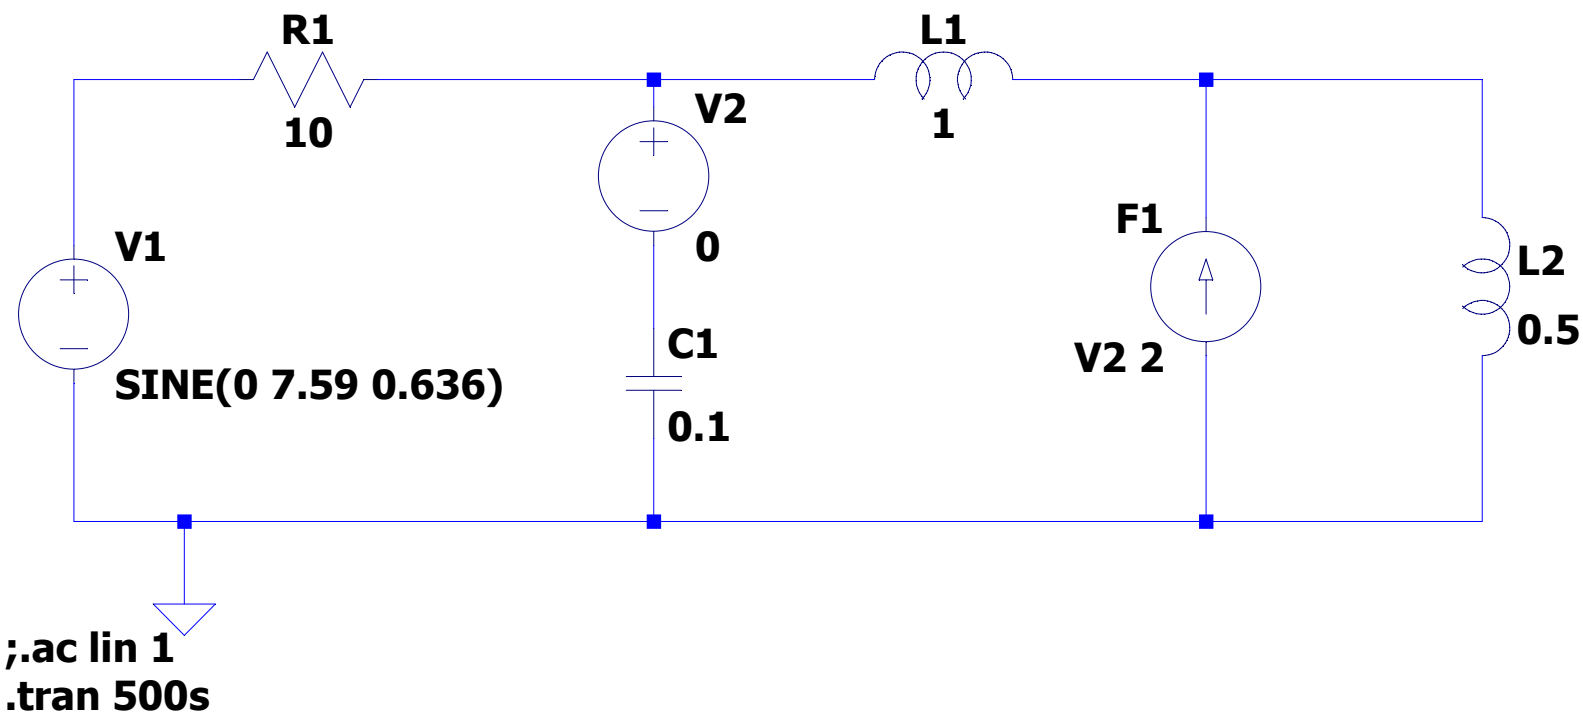 R1
10
L1
1
V2
0
V1
SINE(0 7.59 0.636)
C1
0.1
F1
V2 2
L2
0.5
;.ac lin 1
.tran 500s